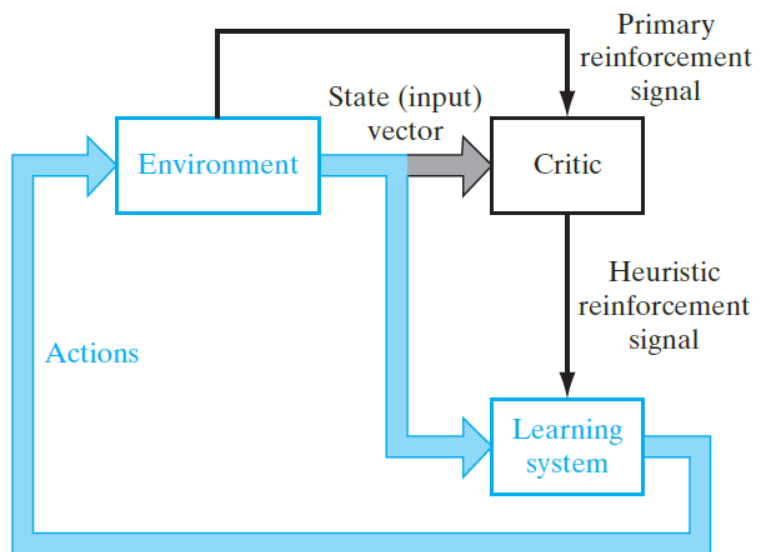 Primary
reinforcement
signal
State (input)
vector
Environment
Critic
Heuristic
reinforcement
signal
Actions
Learning
system